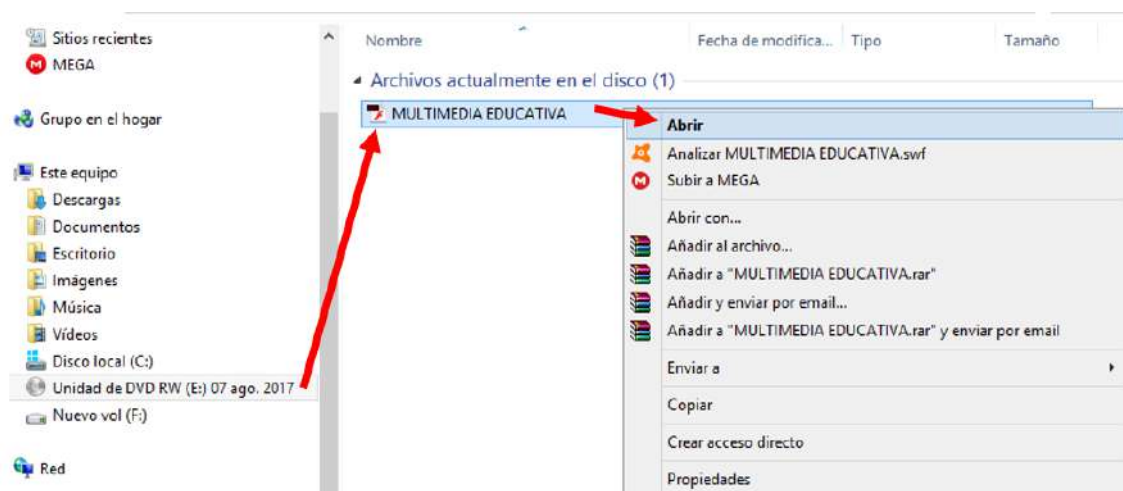 Sitios recientes
MEGA
Grupo en el hogar
Este equipo
Descargas
Documentos
Escritorio
Imágenes
Música
Vídeos
Disco local (C:)
Unidad de DVD RW (E:) 07 ago. 2017
Nuevo vol (F:)
Red
Nombre Fecha de modifica... Tipo Tamaño
Archivos actualmente en el disco (1)
MULTIMEDIA EDUCATIVA
Abrir
Analizar MULTIMEDIA EDUCATIVA.swf
Subir a MEGA
Abrir con...
Añadir al archivo...
Añadir a "MULTIMEDIA EDUCATIVA.rar"
Añadir y enviar por email...
Añadir a "MULTIMEDIA EDUCATIVA.rar" y enviar por email
Enviar a
Copiar
Crear acceso directo
Propiedades